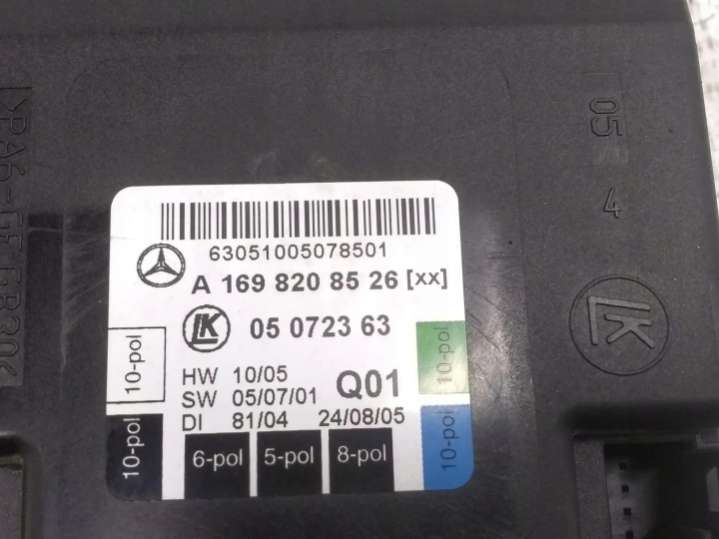 63051005078501
A 169 820 85 26 [xx]
LK 05 0723 63
HW 10/05
SW 05/07/01 Q01
DI 81/04 24/08/05
10-pol
10-pol
10-pol
10-pol
6-pol 5-pol 8-pol
05
4
LK